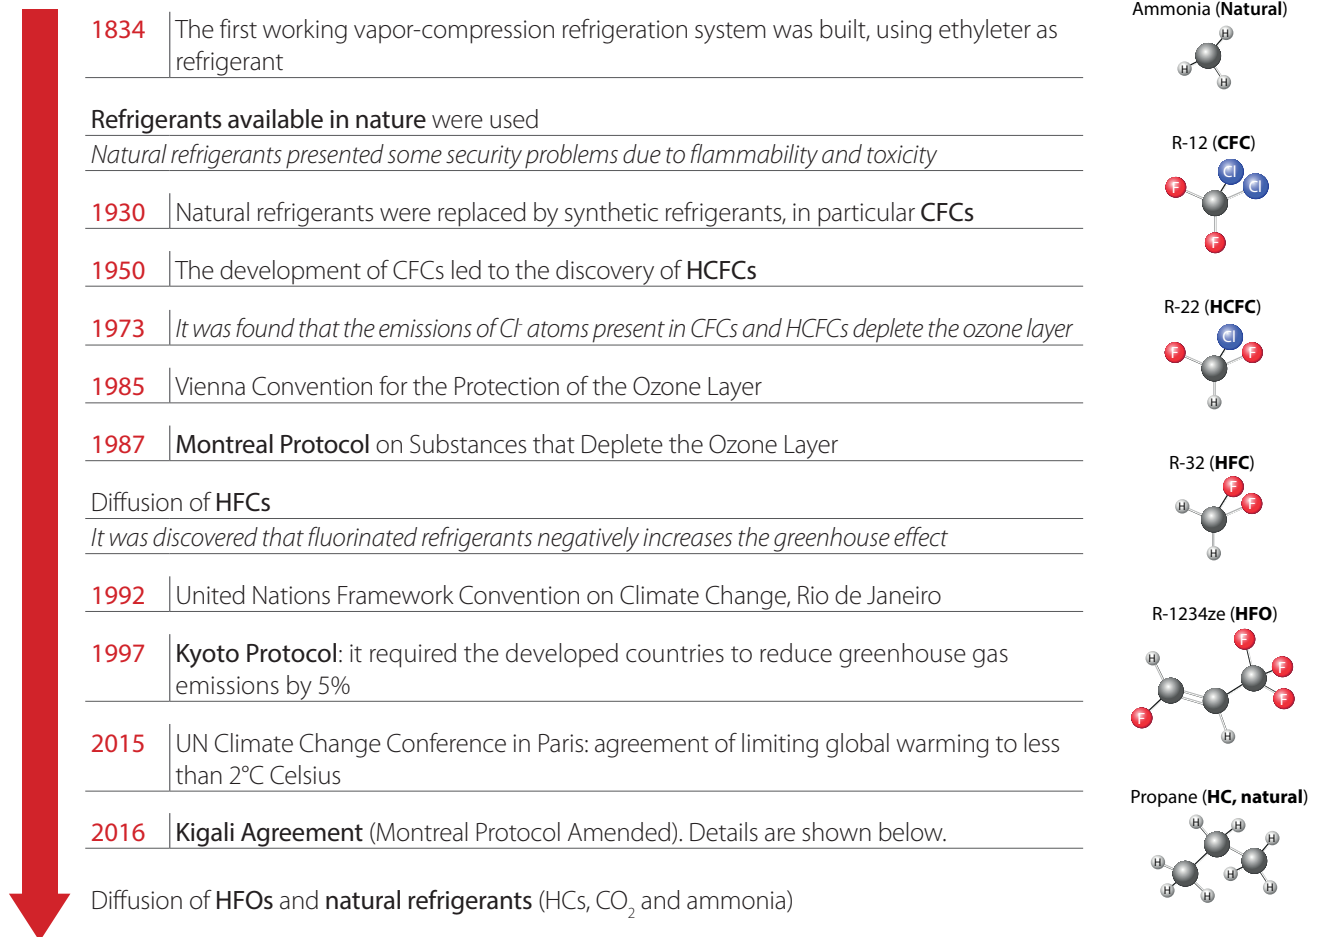 1834 The first working vapor-compression refrigeration system was built, using ethyleter as
refrigerant
Refrigerants available in nature were used
Natural refrigerants presented some security problems due to flammability and toxicity
1930 Natural refrigerants were replaced by synthetic refrigerants, in particular CFCs
1950 The development of CFCs led to the discovery of HCFCs
1973 It was found that the emissions of Cl- atoms present in CFCs and HCFCs deplete the ozone layer
1985 Vienna Convention for the Protection of the Ozone Layer
1987 Montreal Protocol on Substances that Deplete the Ozone Layer
Diffusion of HFCs
It was discovered that fluorinated refrigerants negatively increases the greenhouse effect
1992 United Nations Framework Convention on Climate Change, Rio de Janeiro
1997 Kyoto Protocol: it required the developed countries to reduce greenhouse gas
emissions by 5%
2015 UN Climate Change Conference in Paris: agreement of limiting global warming to less
than 2°C Celsius
2016 Kigali Agreement (Montreal Protocol Amended). Details are shown below.
Diffusion of HFOs and natural refrigerants (HCs, CO2 and ammonia)
Ammonia (Natural)
H
H
H
R-12 (CFC)
Cl
F
Cl
F
R-22 (HCFC)
Cl
F
F
H
R-32 (HFC)
F
H
F
H
R-1234ze (HFO)
F
H
F
F
F
H
Propane (HC, natural)
H
H
H
H
H
H
H
H